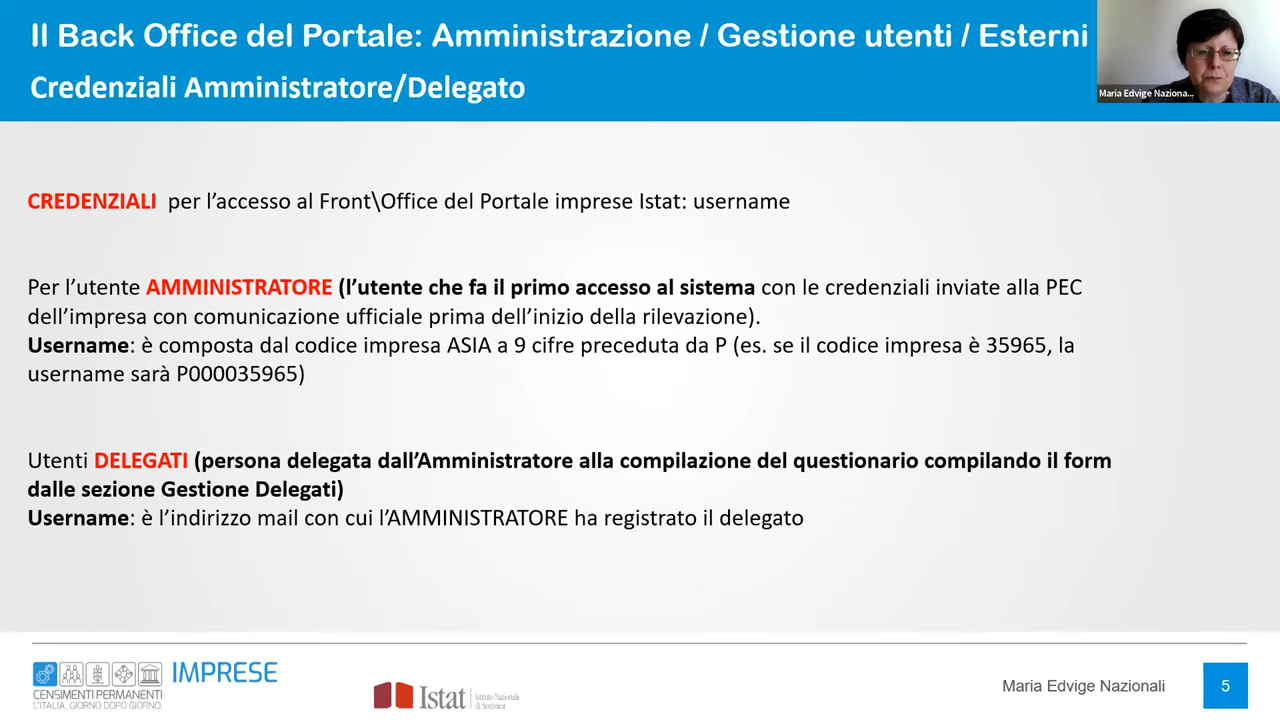 Il Back Office del Portale: Amministrazione / Gestione utenti / Esterni
Credenziali Amministratore/Delegato
Maria Edvige Naziona...
CREDENZIALI per l’accesso al Front\Office del Portale imprese Istat: username
Per l’utente AMMINISTRATORE (l’utente che fa il primo accesso al sistema con le credenziali inviate alla PEC
dell’impresa con comunicazione ufficiale prima dell’inizio della rilevazione).
Username: è composta dal codice impresa ASIA a 9 cifre preceduta da P (es. se il codice impresa è 35965, la
username sarà P000035965)
Utenti DELEGATI (persona delegata dall’Amministratore alla compilazione del questionario compilando il form
dalle sezione Gestione Delegati)
Username: è l’indirizzo mail con cui l’AMMINISTRATORE ha registrato il delegato
IMPRESE
CENSIMENTI PERMANENTI
L’ITALIA. GIORNO DOPO GIORNO.
Istat
Istituto Nazionale
di Statistica
Maria Edvige Nazionali
5